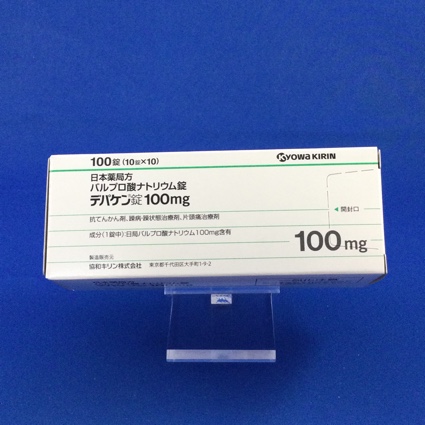 100錠(10錠×10)
KYOWA KIRIN
日本薬局方
バルプロ酸ナトリウム錠
デパケン錠100mg
抗てんかん剤、躁病・躁状態治療剤、片頭痛治療剤
◁ 開封口
成分(1錠中):日局バルプロ酸ナトリウム100mg含有
100mg
製造販売元
協和キリン株式会社 東京都千代田区大手町1-9-2